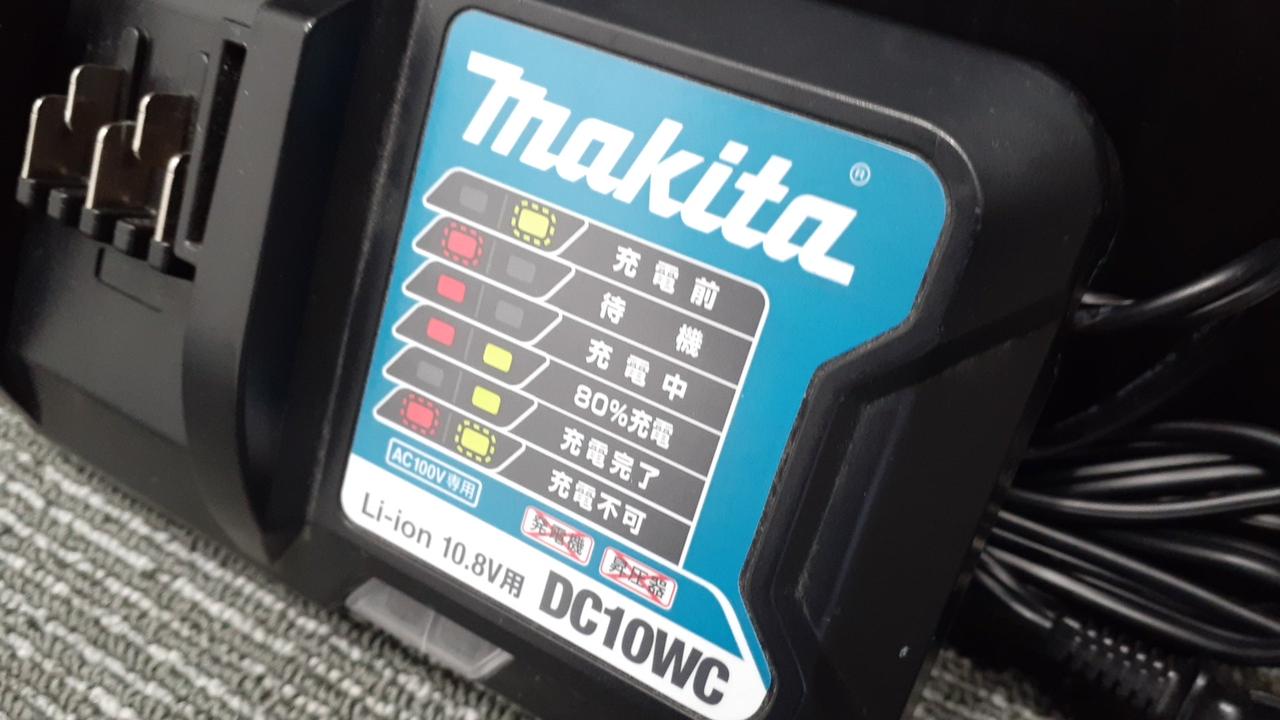 makita®
充電前
待機
充電中
80%充電
充電完了
充電不可
AC100V専用
発電機
昇圧器
Li-ion 10.8V用 DC10WC